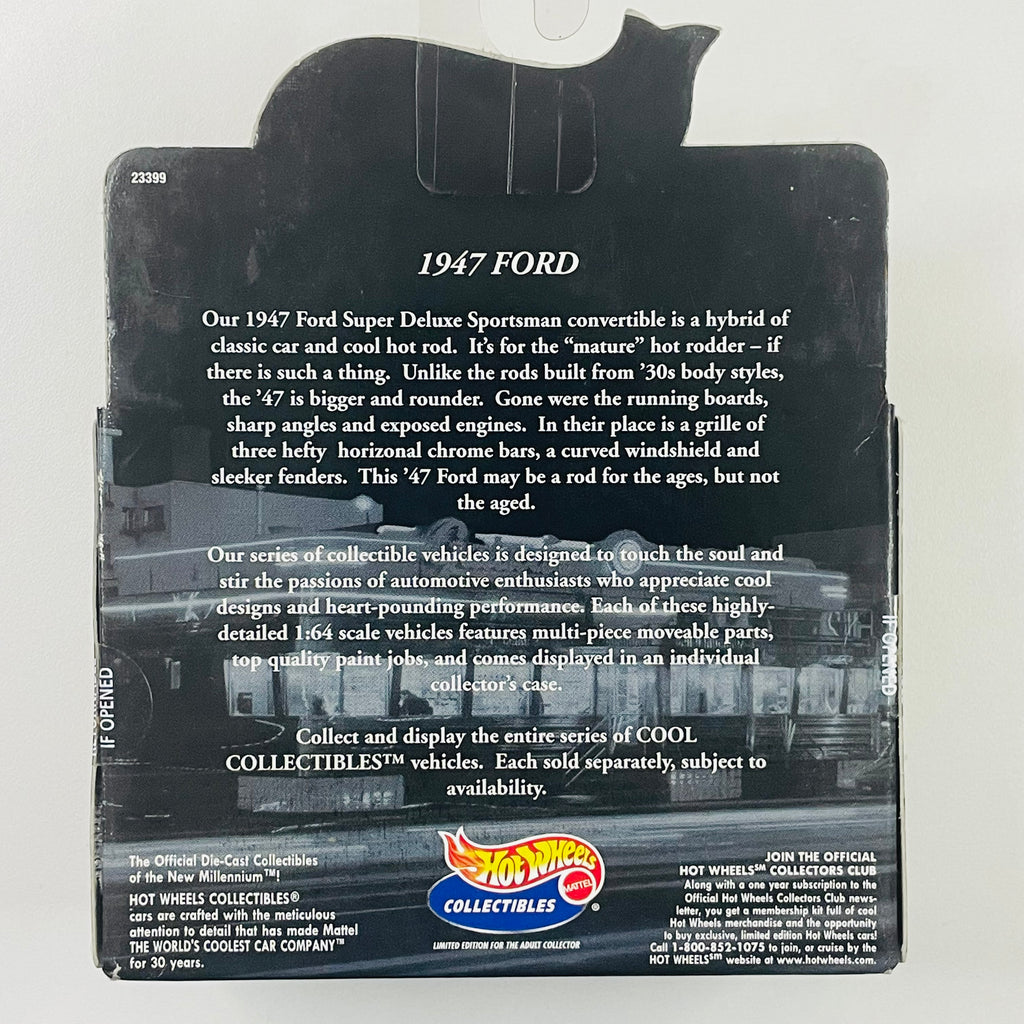 23399
1947 FORD
Our 1947 Ford Super Deluxe Sportsman convertible is a hybrid of
classic car and cool hot rod. It's for the "mature" hot rodder – if
there is such a thing. Unlike the rods built from '30s body styles,
the '47 is bigger and rounder. Gone were the running boards,
sharp angles and exposed engines. In their place is a grille of
three hefty horizonal chrome bars, a curved windshield and
sleeker fenders. This '47 Ford may be a rod for the ages, but not
the aged.
Our series of collectible vehicles is designed to touch the soul and
stir the passions of automotive enthusiasts who appreciate cool
designs and heart-pounding performance. Each of these highly-
detailed 1:64 scale vehicles features multi-piece moveable parts,
top quality paint jobs, and comes displayed in an individual
collector's case.
Collect and display the entire series of COOL
COLLECTIBLES™ vehicles. Each sold separately, subject to
availability.
IF OPENED
IF OPENED
The Official Die-Cast Collectibles
of the New Millennium™!
HOT WHEELS COLLECTIBLES®
cars are crafted with the meticulous
attention to detail that has made Mattel
THE WORLD'S COOLEST CAR COMPANY™
for 30 years.
Hot Wheels
MATTEL
COLLECTIBLES ®
LIMITED EDITION FOR THE ADULT COLLECTOR
JOIN THE OFFICIAL
HOT WHEELS℠ COLLECTORS CLUB
Along with a one year subscription to the
Official Hot Wheels Collectors Club news-
letter, you get a membership kit full of cool
Hot Wheels merchandise and the opportunity
to buy exclusive, limited edition Hot Wheels cars!
Call 1-800-852-1075 to join, or cruise by the
HOT WHEELS℠ website at www.hotwheels.com.